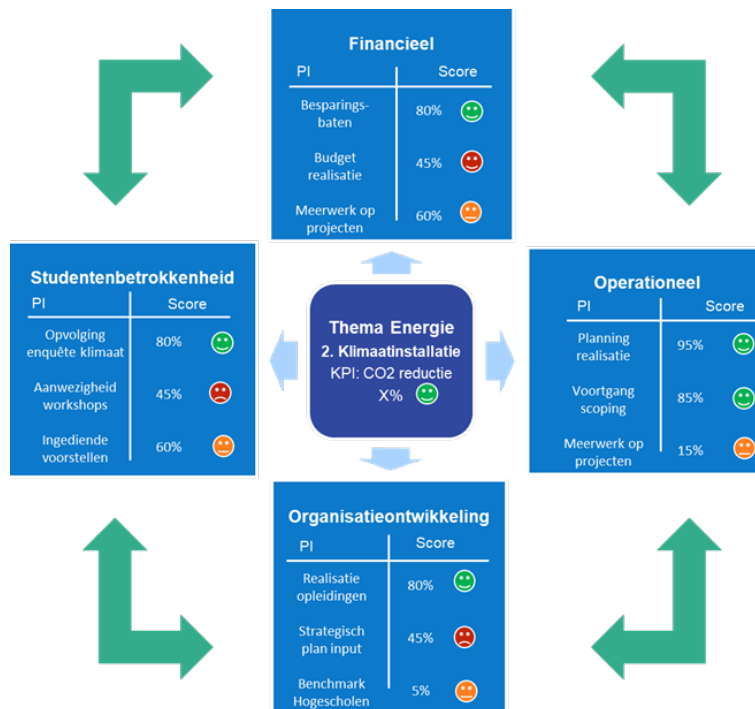 Financieel
PI Score
Besparings-
baten 80%
Budget
realisatie 45%
Meerwerk op
projecten 60%
Studentenbetrokkenheid
PI Score
Opvolging
enquête klimaat 80%
Aanwezigheid
workshops 45%
Ingediende
voorstellen 60%
Thema Energie
2. Klimaatinstallatie
KPI: CO2 reductie
X%
Operationeel
PI Score
Planning
realisatie 95%
Voortgang
scoping 85%
Meerwerk op
projecten 15%
Organisatieontwikkeling
PI Score
Realisatie
opleidingen 80%
Strategisch
plan input 45%
Benchmark
Hogescholen 5%